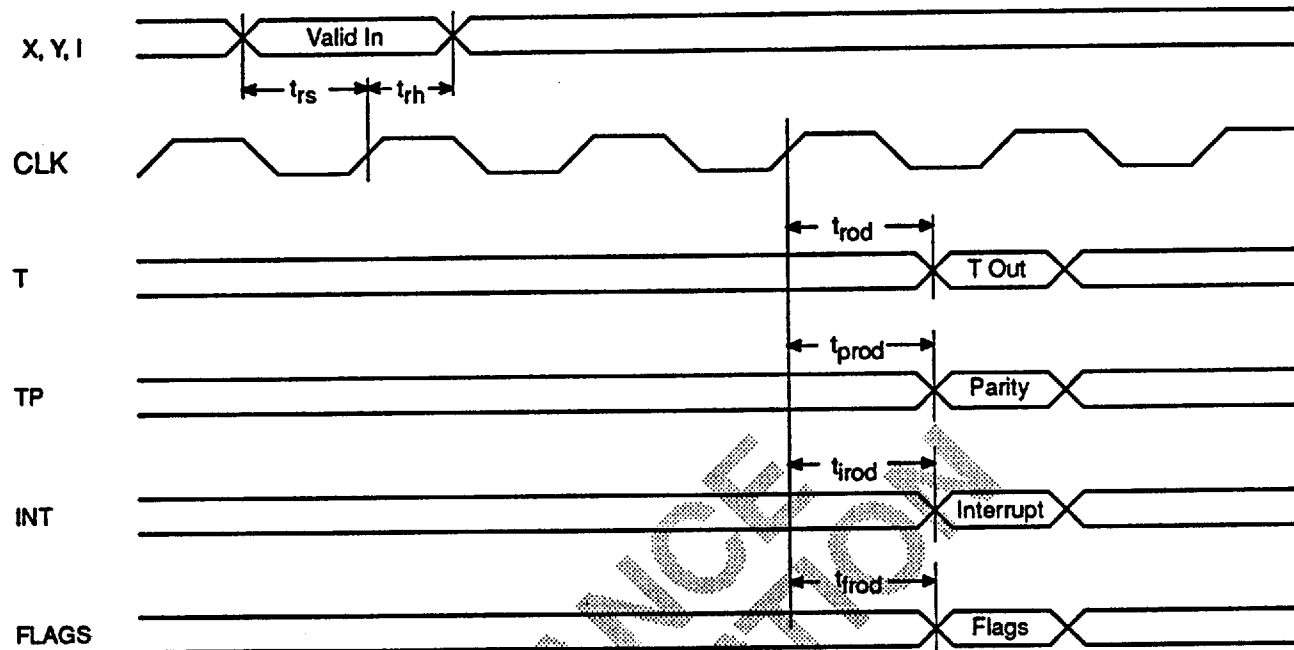 X, Y, I
Valid In
trs
trh
CLK
trod
T
T Out
tprod
TP
Parity
tirod
INT
Interrupt
tfrod
FLAGS
Flags